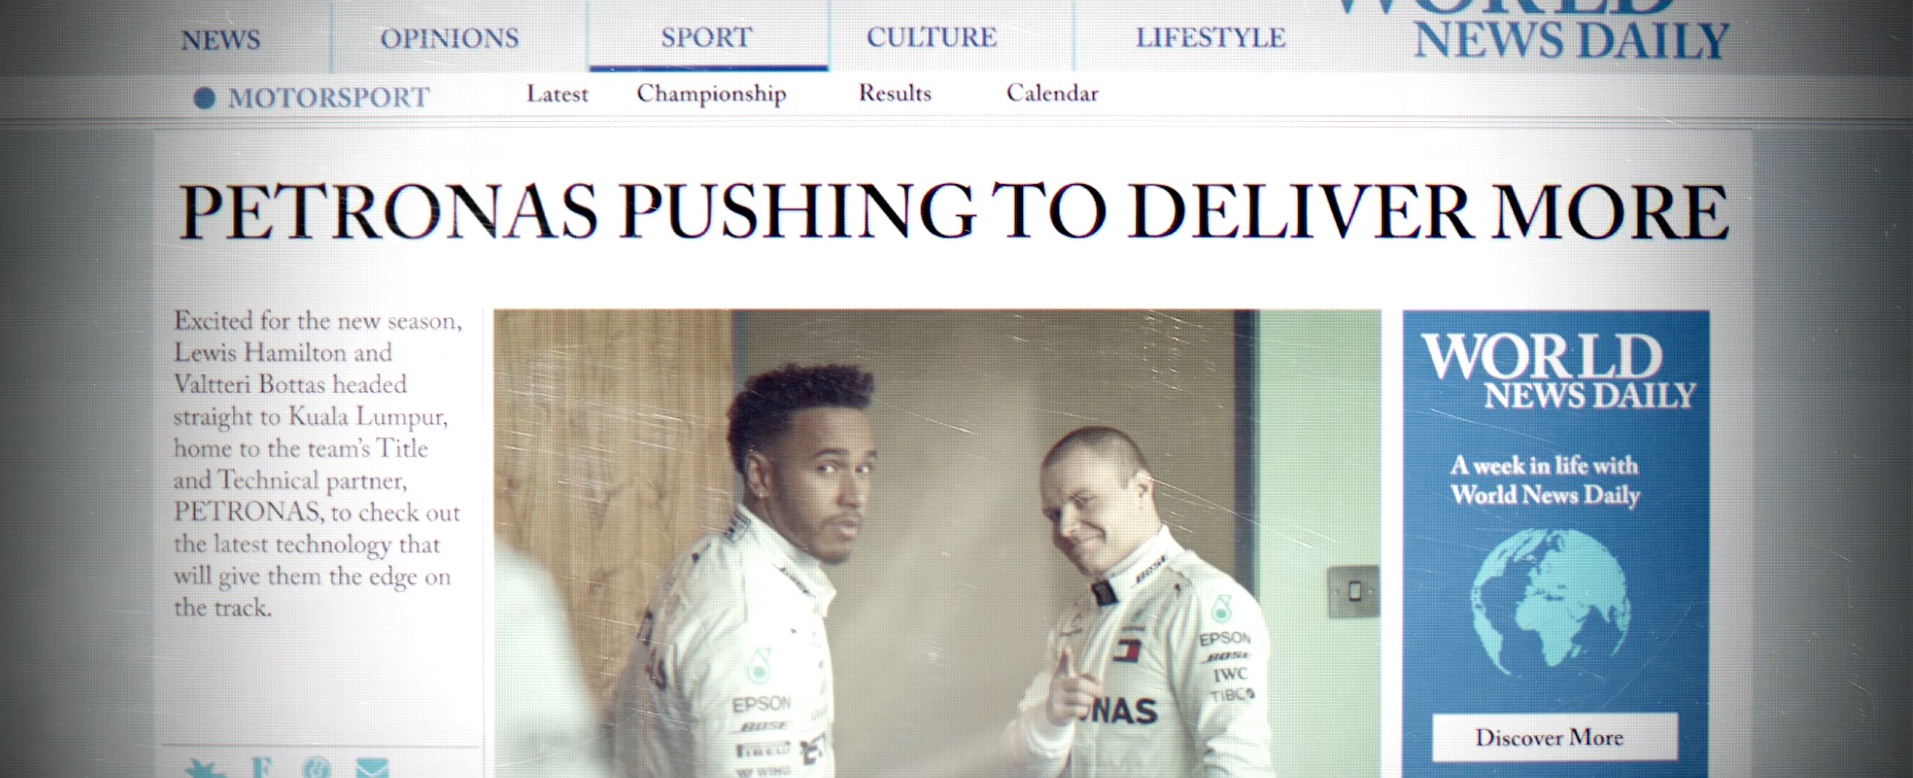 WORLD
NEWS DAILY
NEWS
OPINIONS
SPORT
CULTURE
LIFESTYLE
MOTORSPORT
Latest
Championship
Results
Calendar
PETRONAS PUSHING TO DELIVER MORE
Excited for the new season,
Lewis Hamilton and
Valtteri Bottas headed
straight to Kuala Lumpur,
home to the team's Title
and Technical partner,
PETRONAS, to check out
the latest technology that
will give them the edge on
the track.
EPSON
BOSE
PIRELLI
BOSE
EPSON
BOSE
IWC
TIBCO
NAS
WORLD
NEWS DAILY
A week in life with
World News Daily
Discover More